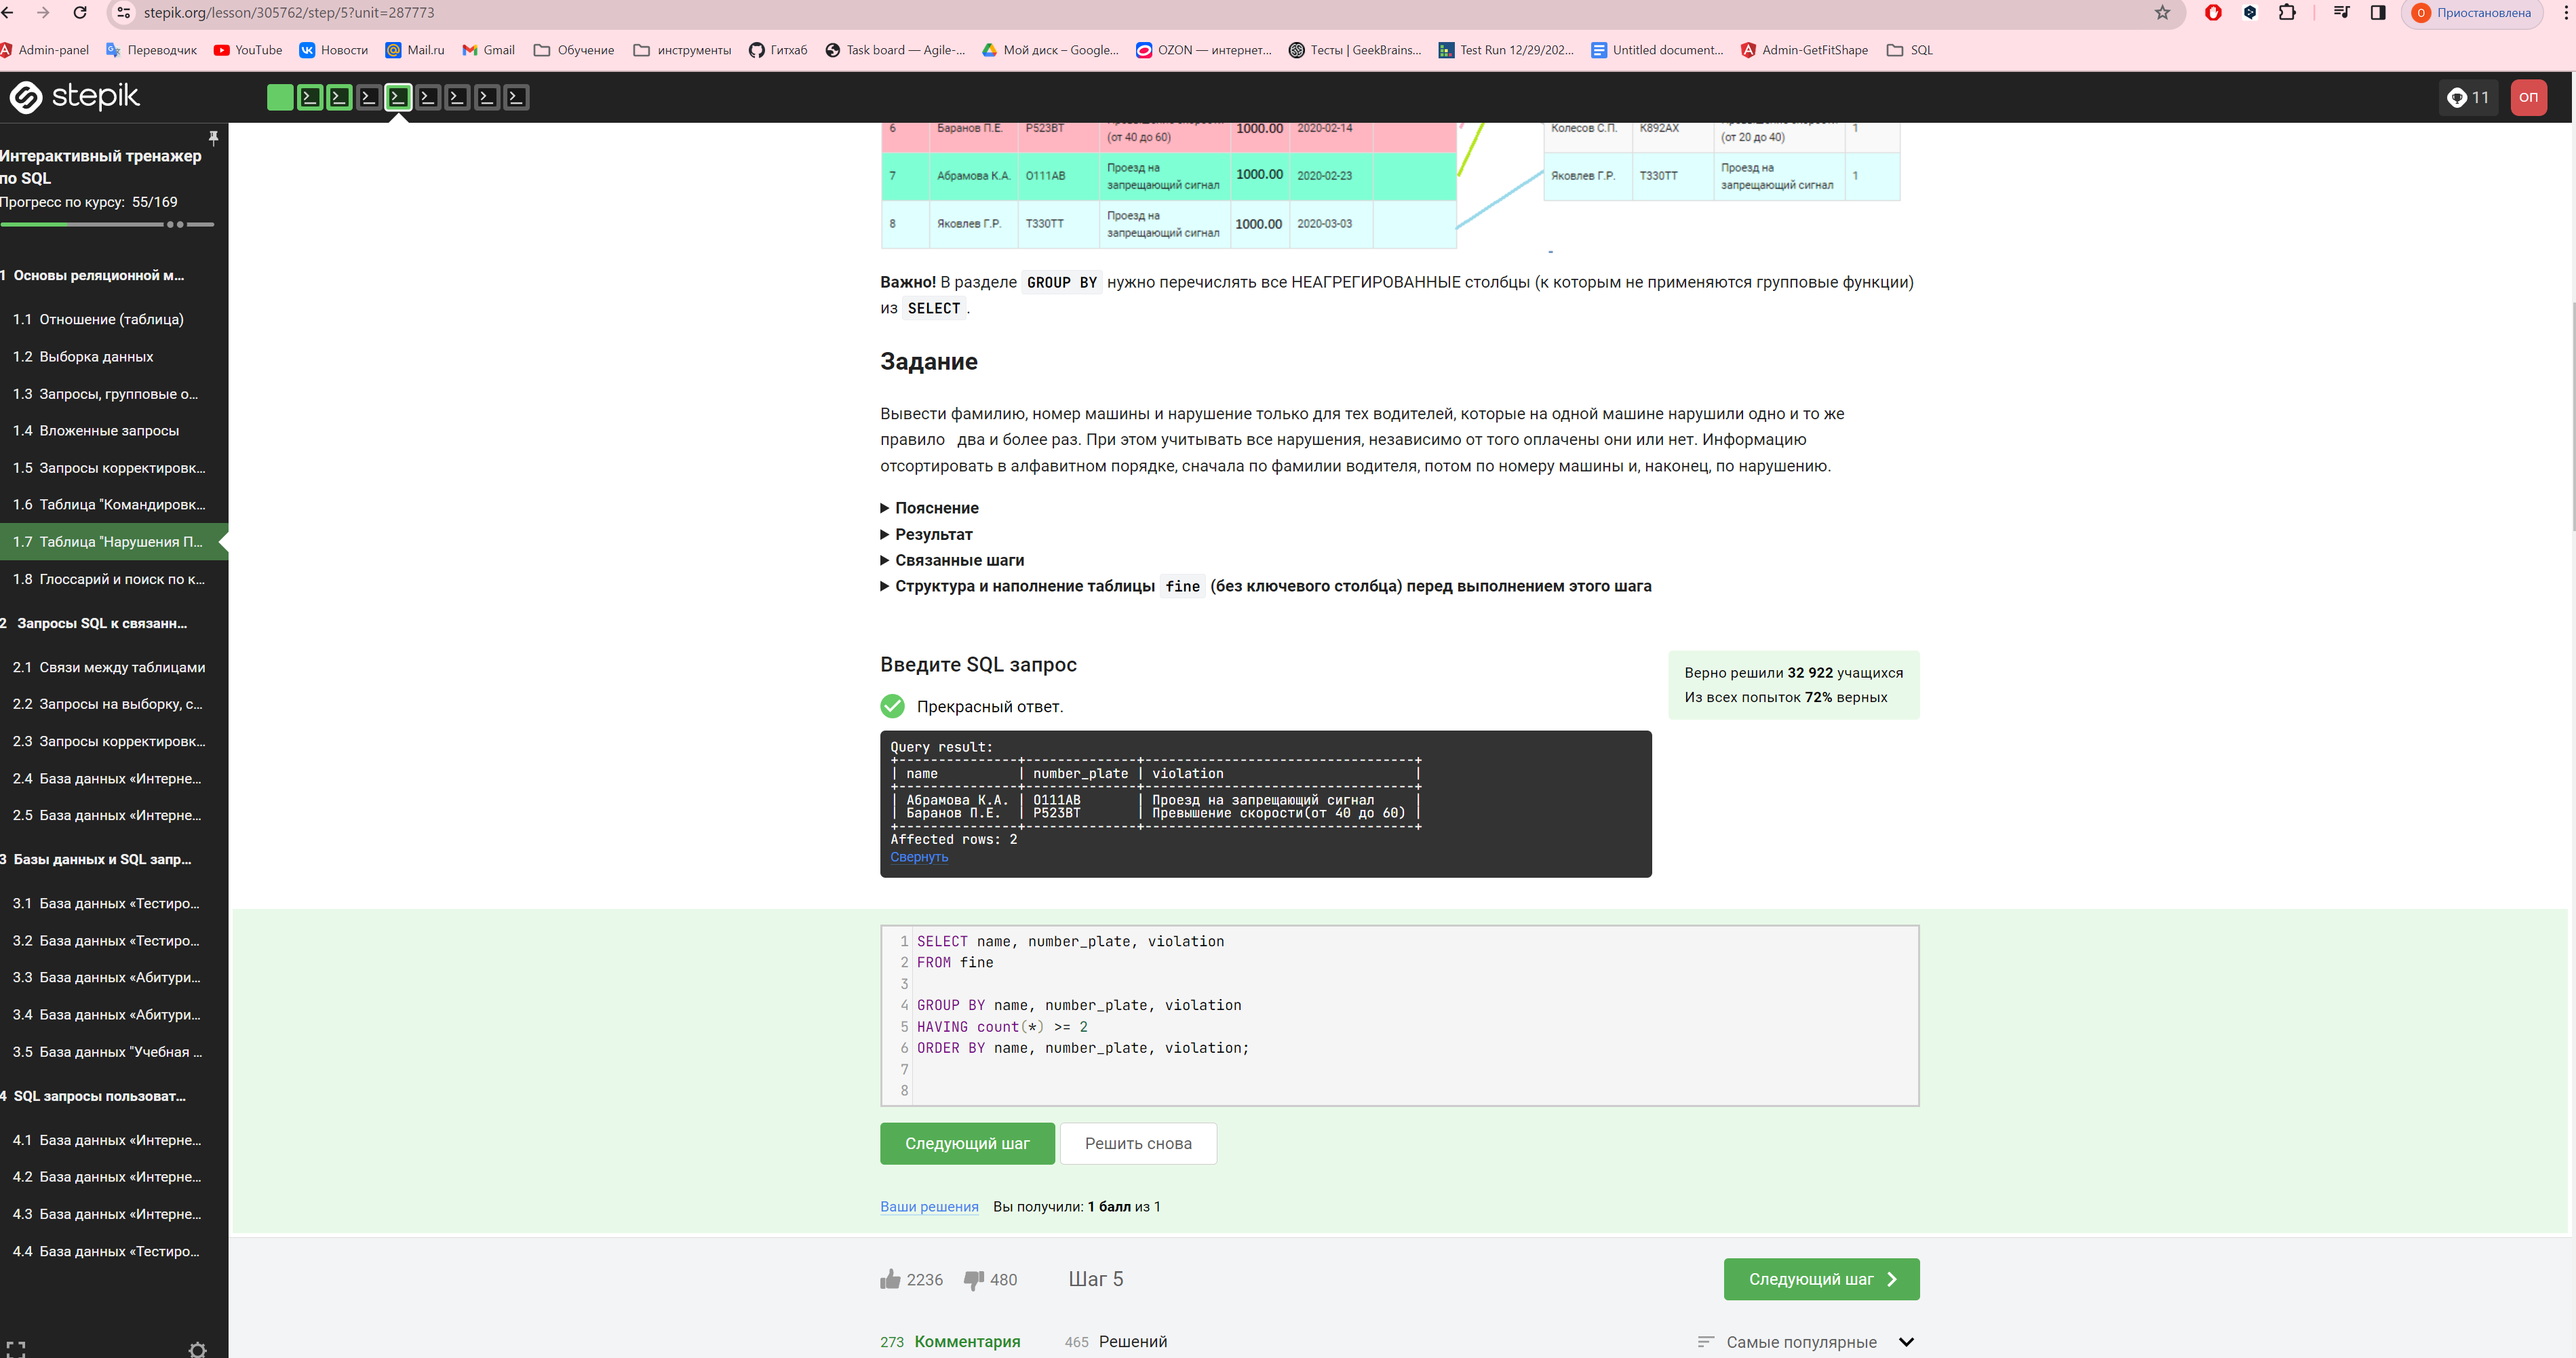 stepik.org/lesson/305762/step/5?unit=287773
О Приостановлена
Admin-panel Переводчик YouTube Новости Mail.ru Gmail Обучение инструменты Гитхаб Task board — Agile-... Мой диск – Google... OZON — интернет... Тесты | GeekBrains... Test Run 12/29/202... Untitled document... Admin-GetFitShape SQL
stepik
11
ОП
Интерактивный тренажер
по SQL
Прогресс по курсу: 55/169
1 Основы реляционной м...
1.1 Отношение (таблица)
1.2 Выборка данных
1.3 Запросы, групповые о...
1.4 Вложенные запросы
1.5 Запросы корректировк...
1.6 Таблица "Командировк...
1.7 Таблица "Нарушения П...
1.8 Глоссарий и поиск по к...
2 Запросы SQL к связанн...
2.1 Связи между таблицами
2.2 Запросы на выборку, с...
2.3 Запросы корректировк...
2.4 База данных «Интерне...
2.5 База данных «Интерне...
3 Базы данных и SQL запр...
3.1 База данных «Тестиро...
3.2 База данных «Тестиро...
3.3 База данных «Абитури...
3.4 База данных «Абитури...
3.5 База данных "Учебная ...
4 SQL запросы пользоват...
4.1 База данных «Интерне...
4.2 База данных «Интерне...
4.3 База данных «Интерне...
4.4 База данных «Тестиро...
6 Баранов П.Е. Р523ВТ (от 40 до 60) 1000.00 2020-02-14
7 Абрамова К.А. О111АВ Проезд на запрещающий сигнал 1000.00 2020-02-23
8 Яковлев Г.Р. Т330ТТ Проезд на запрещающий сигнал 1000.00 2020-03-03
Колесов С.П. К892АХ (от 20 до 40) 1
Яковлев Г.Р. Т330ТТ Проезд на запрещающий сигнал 1
Важно! В разделе GROUP BY нужно перечислять все НЕАГРЕГИРОВАННЫЕ столбцы (к которым не применяются групповые функции)
из SELECT .
Задание
Вывести фамилию, номер машины и нарушение только для тех водителей, которые на одной машине нарушили одно и то же
правило два и более раз. При этом учитывать все нарушения, независимо от того оплачены они или нет. Информацию
отсортировать в алфавитном порядке, сначала по фамилии водителя, потом по номеру машины и, наконец, по нарушению.
Пояснение
Результат
Связанные шаги
Структура и наполнение таблицы fine (без ключевого столбца) перед выполнением этого шага
Введите SQL запрос
Прекрасный ответ.
Верно решили 32 922 учащихся
Из всех попыток 72% верных
Query result:
+--------------+--------------+--------------------------------+
| name | number_plate | violation |
+--------------+--------------+--------------------------------+
| Абрамова К.А. | О111АВ | Проезд на запрещающий сигнал |
| Баранов П.Е. | Р523ВТ | Превышение скорости(от 40 до 60) |
+--------------+--------------+--------------------------------+
Affected rows: 2
Свернуть
1 SELECT name, number_plate, violation
2 FROM fine
3
4 GROUP BY name, number_plate, violation
5 HAVING count(*) >= 2
6 ORDER BY name, number_plate, violation;
7
8
Следующий шаг Решить снова
Ваши решения Вы получили: 1 балл из 1
2236 480 Шаг 5 Следующий шаг
273 Комментария 465 Решений Самые популярные